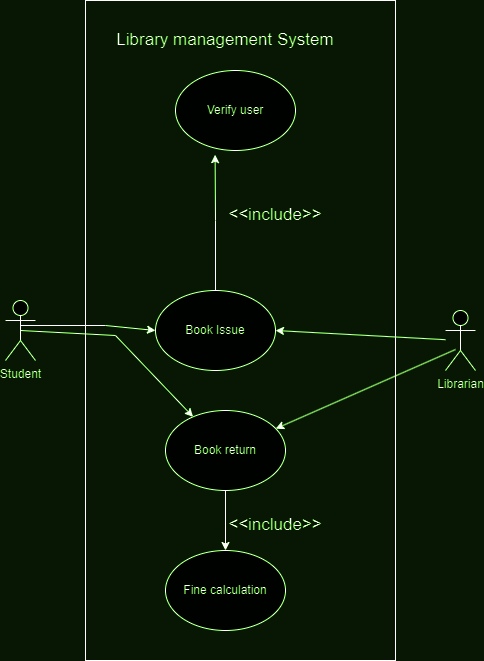 Library management System
Verify user
<<include>>
Book Issue
Student
Librarian
Book return
<<include>>
Fine calculation